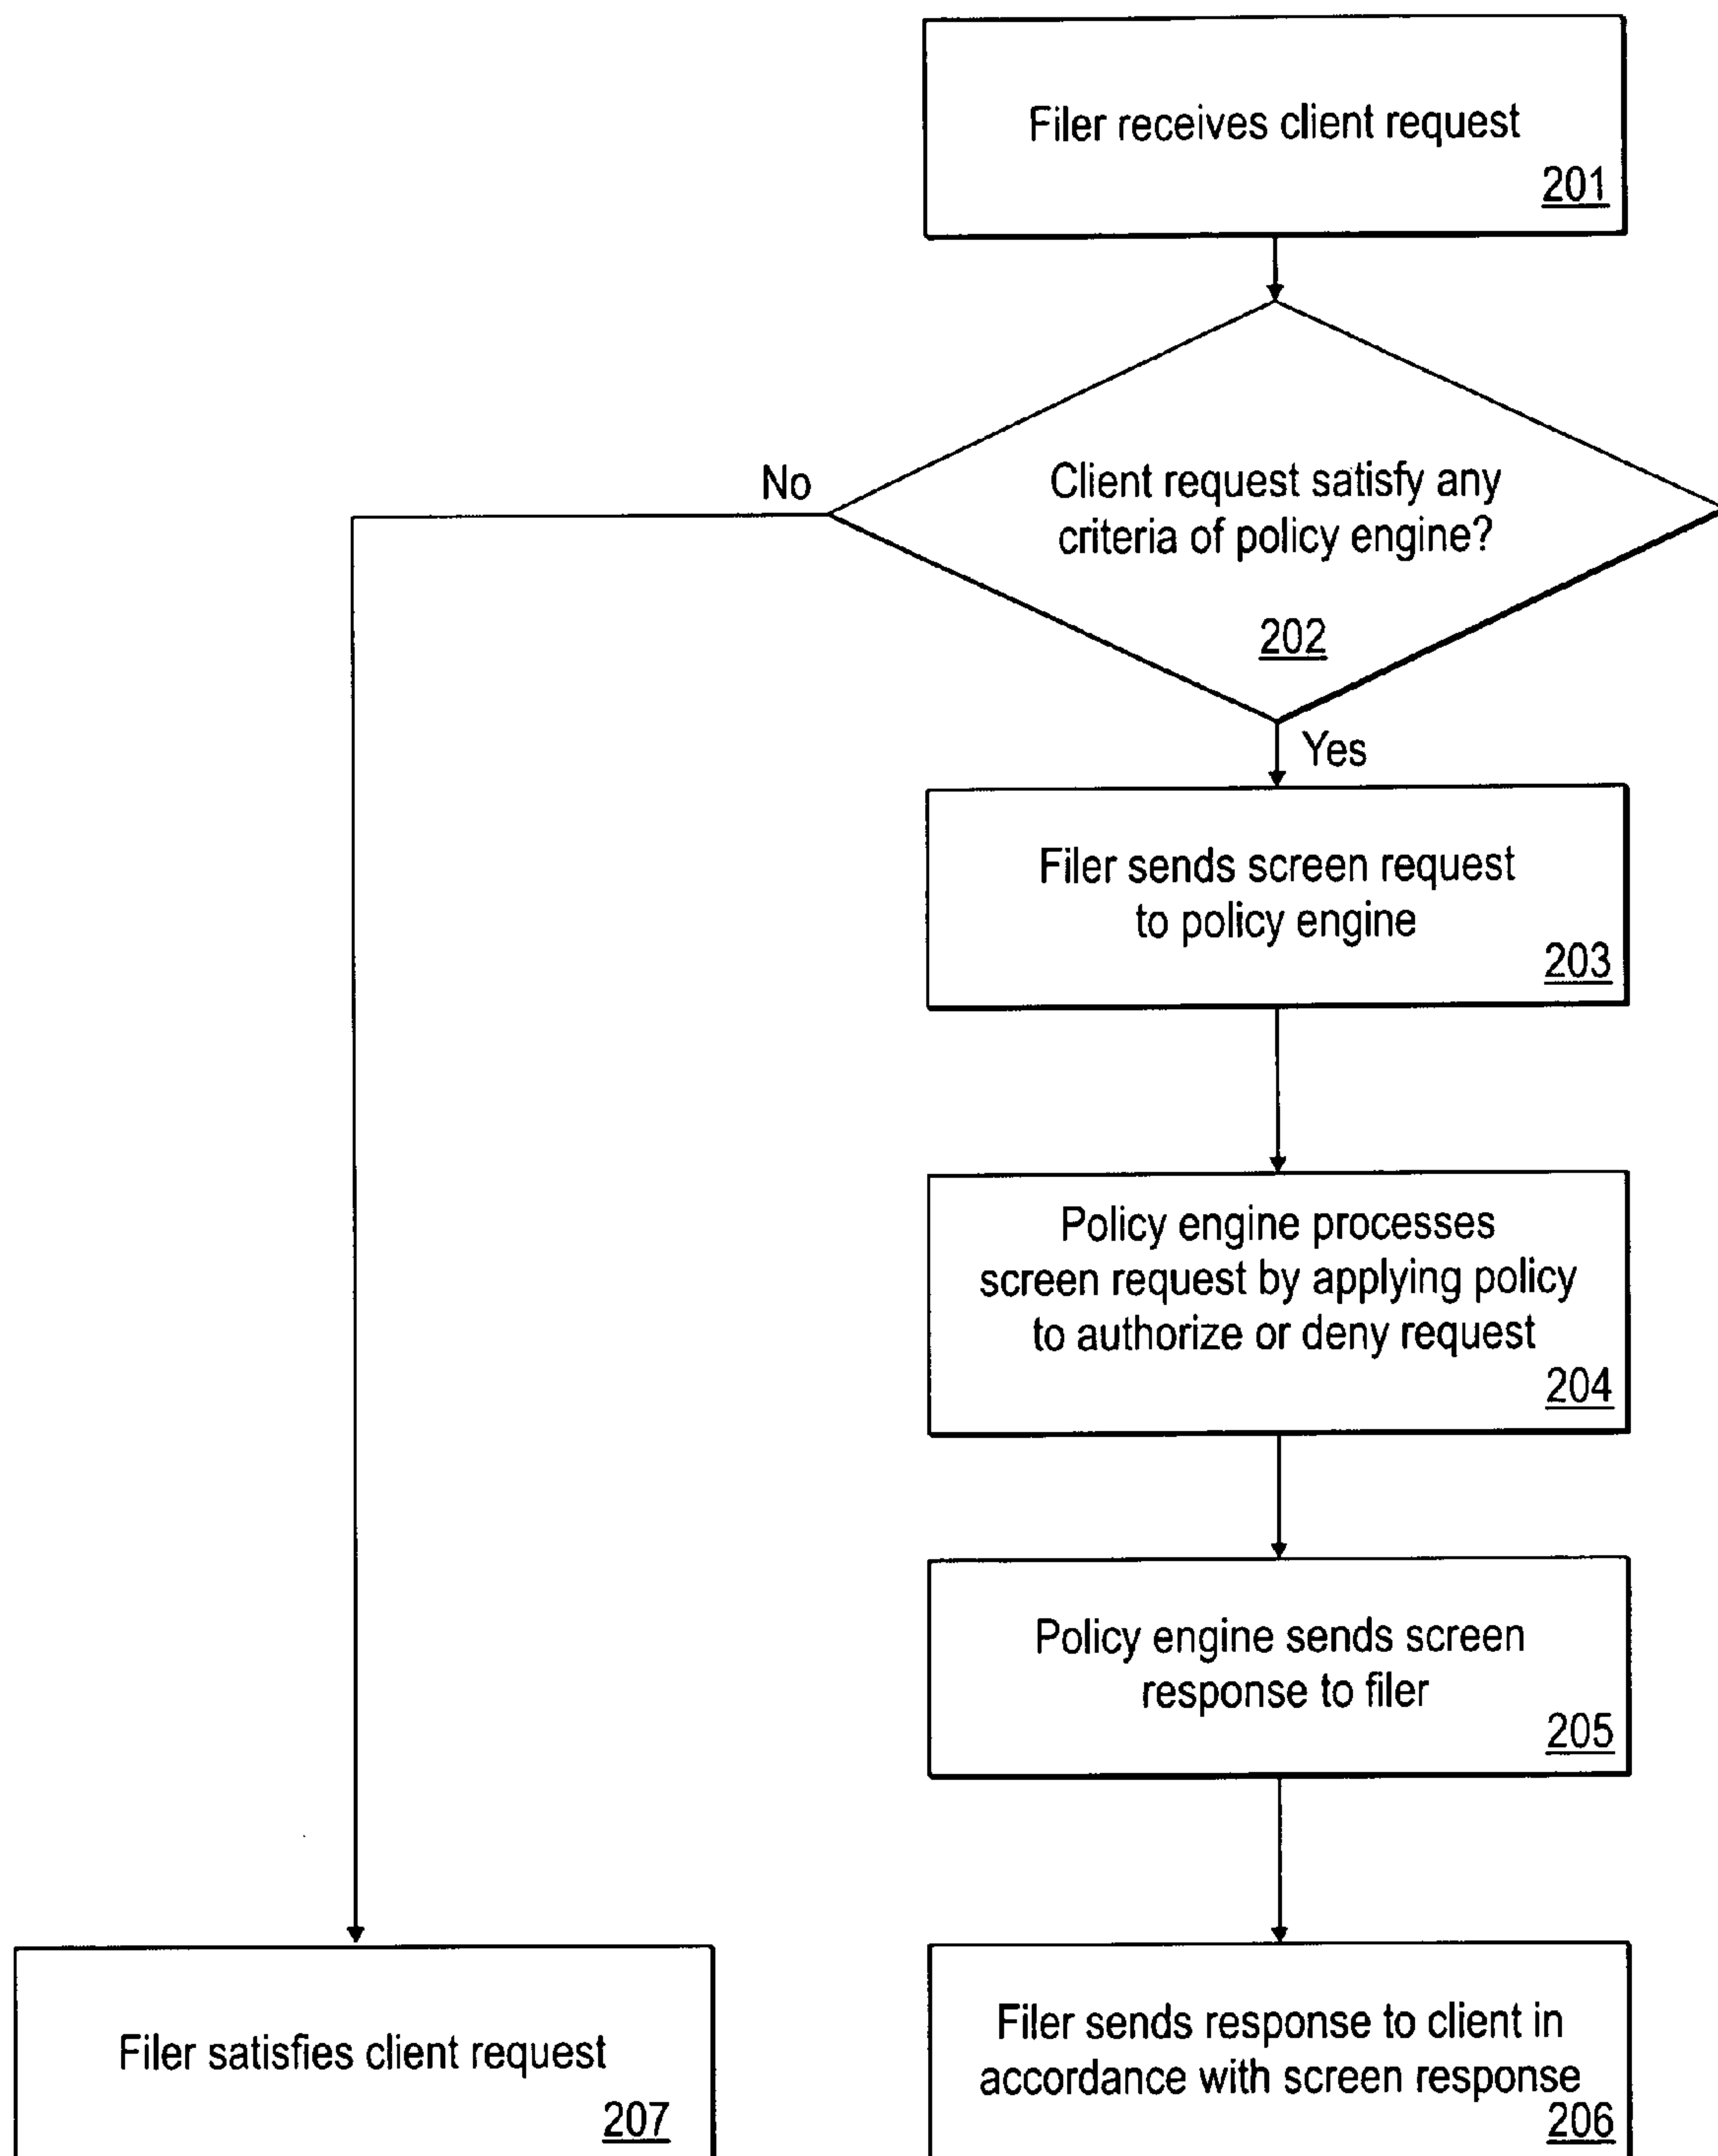 Filer receives client request
201
No
Client request satisfy any
criteria of policy engine?
202
Yes
Filer sends screen request
to policy engine
203
Policy engine processes
screen request by applying policy
to authorize or deny request
204
Policy engine sends screen
response to filer
205
Filer satisfies client request
207
Filer sends response to client in
accordance with screen response
206